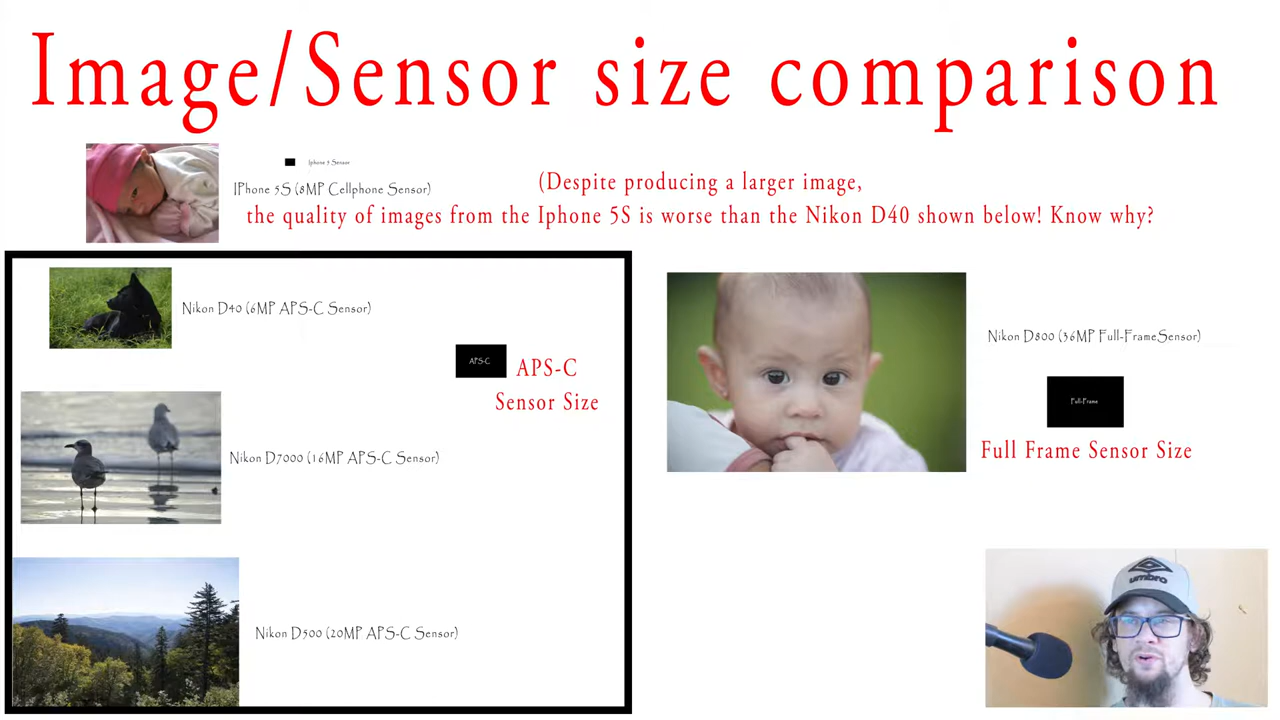 Image/Sensor size comparison
Iphone 5 Sensor
IPhone 5S (8MP Cellphone Sensor)
(Despite producing a larger image,
the quality of images from the Iphone 5S is worse than the Nikon D40 shown below! Know why?
Nikon D40 (6MP APS-C Sensor)
APS-C
APS-C
Sensor Size
Nikon D7000 (16MP APS-C Sensor)
Nikon D500 (20MP APS-C Sensor)
Nikon D800 (36MP Full-FrameSensor)
Full-Frame
Full Frame Sensor Size
umbro